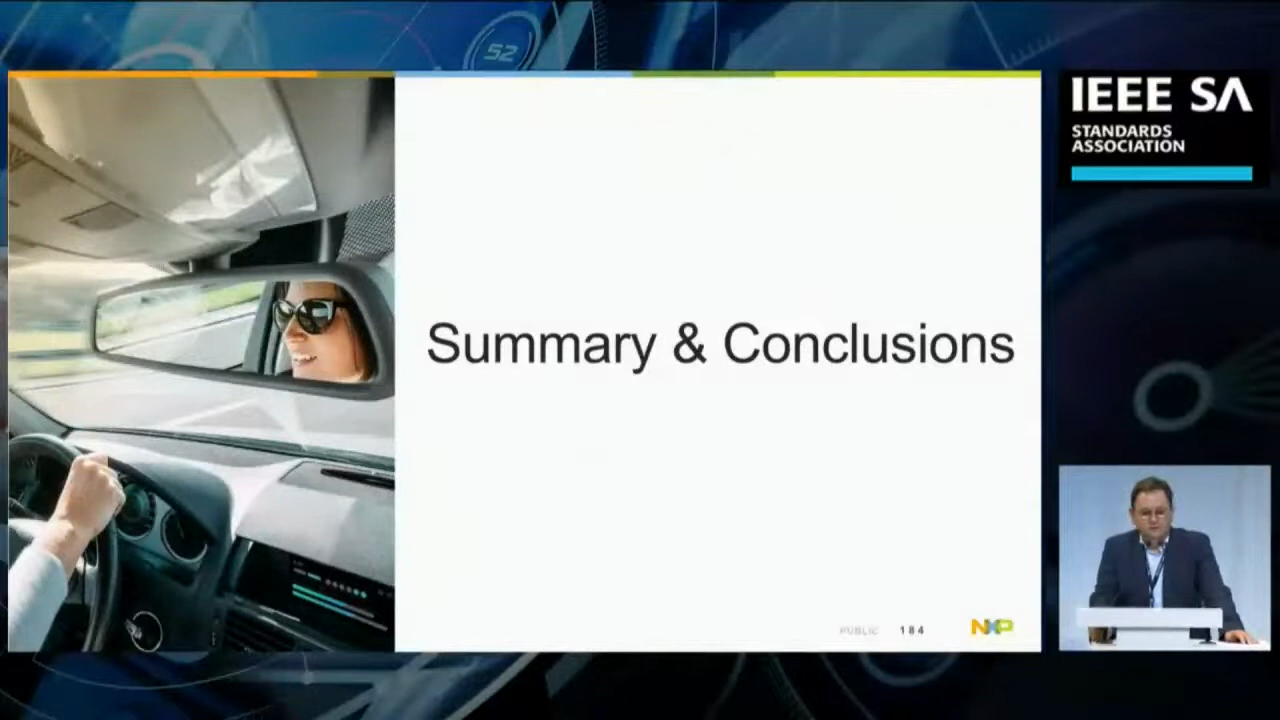 52
IEEE SA
STANDARDS
ASSOCIATION
Summary & Conclusions
PUBLIC 184 NXP